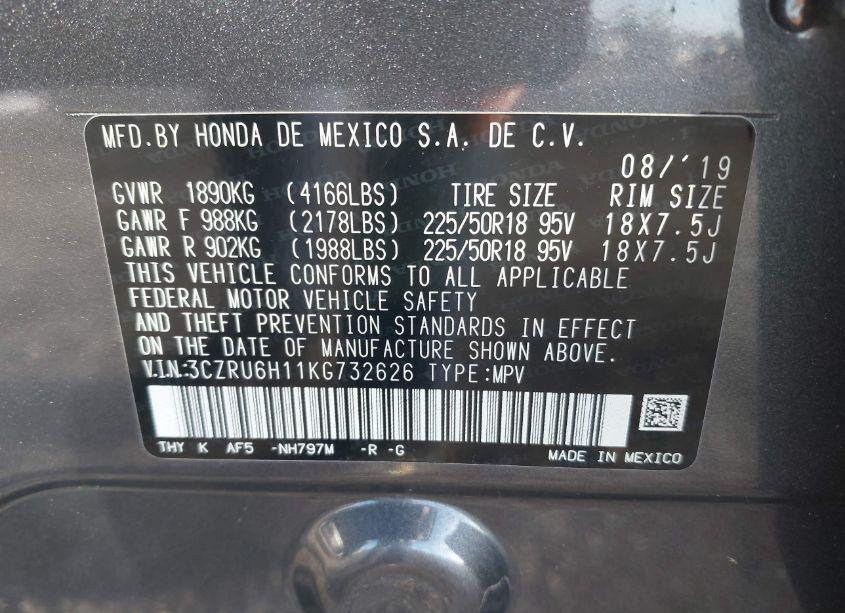 MFD.BY HONDA DE MEXICO S.A. DE C.V.
08/'19
GVWR 1890KG (4166LBS) TIRE SIZE RIM SIZE
GAWR F 988KG (2178LBS) 225/50R18 95V 18X7.5J
GAWR R 902KG (1988LBS) 225/50R18 95V 18X7.5J
THIS VEHICLE CONFORMS TO ALL APPLICABLE
FEDERAL MOTOR VEHICLE SAFETY
AND THEFT PREVENTION STANDARDS IN EFFECT
ON THE DATE OF MANUFACTURE SHOWN ABOVE.
V.I.N.:3CZRU6H11KG732626 TYPE:MPV
THY K AF5 -NH797M -R -G
MADE IN MEXICO